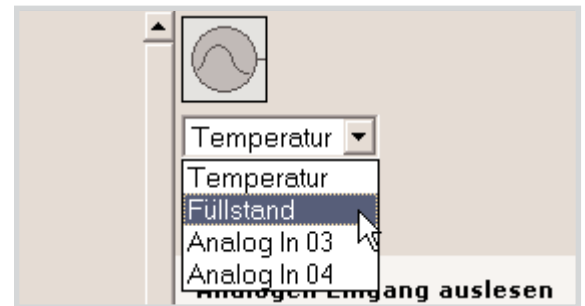 Temperatur
Temperatur
Füllstand
Analog In 03
Analog In 04
Analogen Eingang auslesen